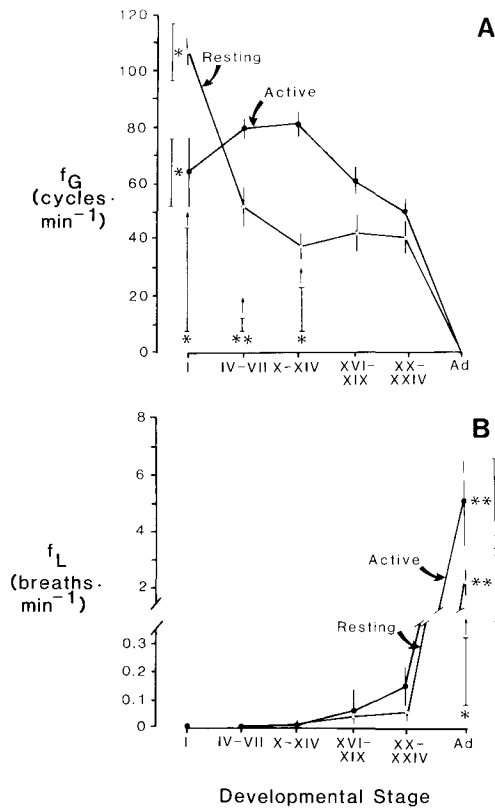 A
120
100
80
60
40
20
0
fG
(cycles·
min⁻¹)
Resting
Active
*
*
* ** *
I IV-VII X-XIV XVI-XIX XX-XXIV Ad
B
8
6
4
2
0.3
0.2
0.1
0
fL
(breaths·
min⁻¹)
Active
Resting
**
**
*
I IV-VII X-XIV XVI-XIX XX-XXIV Ad
Developmental Stage